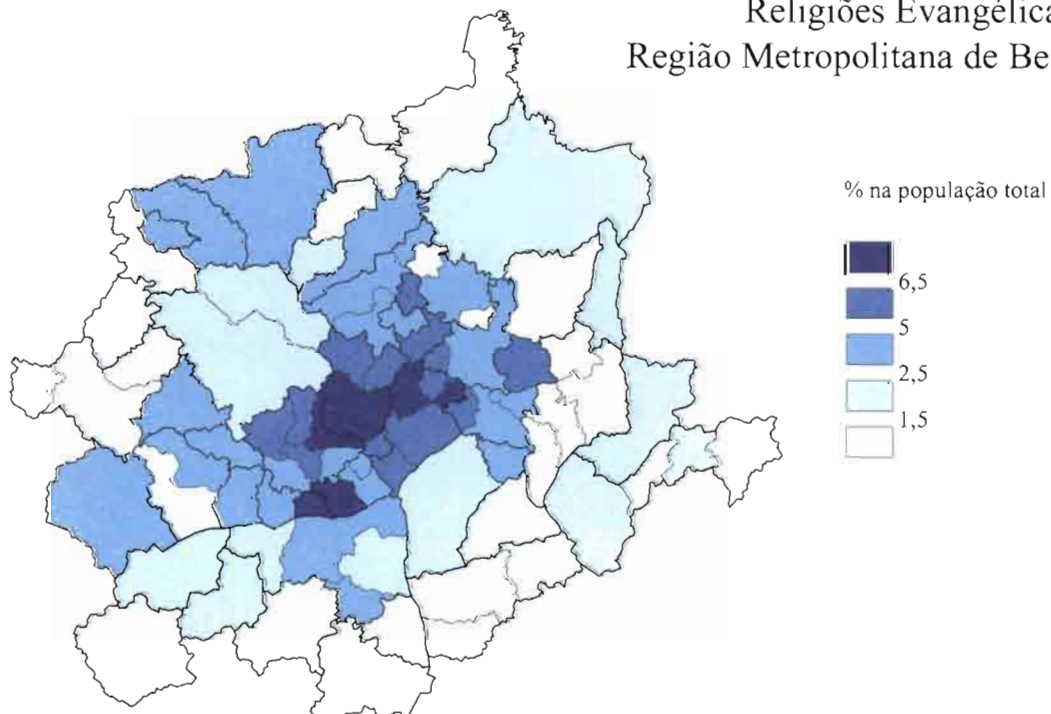 Religiões Evangélica
Região Metropolitana de Be
% na população total
6,5
5
2,5
1,5